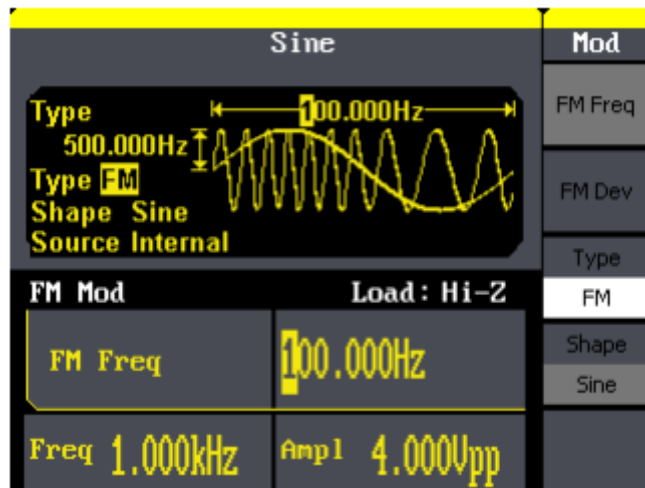 Sine
Mod
Type
100.000Hz
500.000Hz
Type FM
Shape Sine
Source Internal
FM Freq
FM Dev
Type
FM
Shape
Sine
FM Mod
Load: Hi-Z
FM Freq
100.000Hz
Freq 1.000kHz
Ampl 4.000Vpp